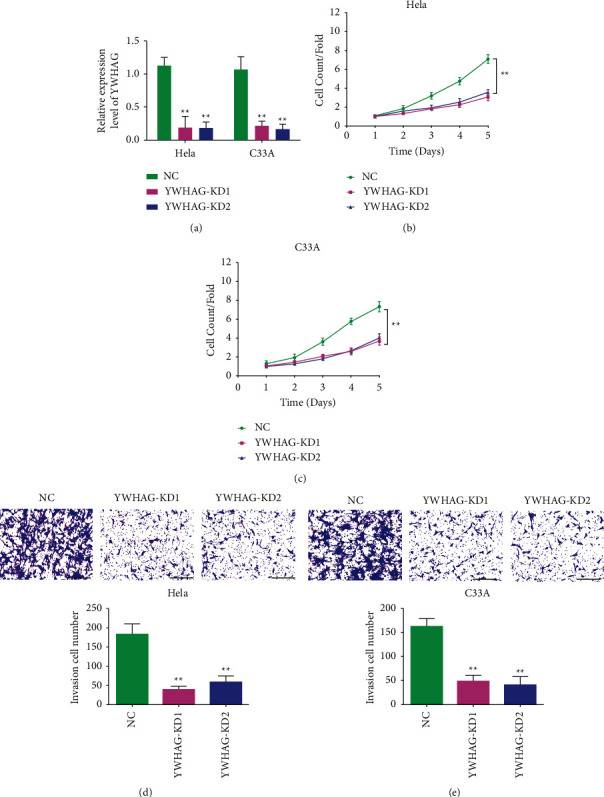 Relative expression
level of YWHAG
1.5
1.0
0.5
0.0
**
**
**
**
Hela
C33A
NC
YWHAG-KD1
YWHAG-KD2
(a)
Hela
Cell Count/Fold
12
10
8
6
4
2
0
0
1
2
3
4
5
**
Time (Days)
NC
YWHAG-KD1
YWHAG-KD2
(b)
C33A
Cell Count/Fold
12
10
8
6
4
2
0
0
1
2
3
4
5
**
Time (Days)
NC
YWHAG-KD1
YWHAG-KD2
(c)
NC
YWHAG-KD1
YWHAG-KD2
Hela
Invasion cell number
250
200
150
100
50
0
**
**
NC
YWHAG-KD1
YWHAG-KD2
(d)
NC
YWHAG-KD1
YWHAG-KD2
C33A
Invasion cell number
200
150
100
50
0
**
**
NC
YWHAG-KD1
YWHAG-KD2
(e)